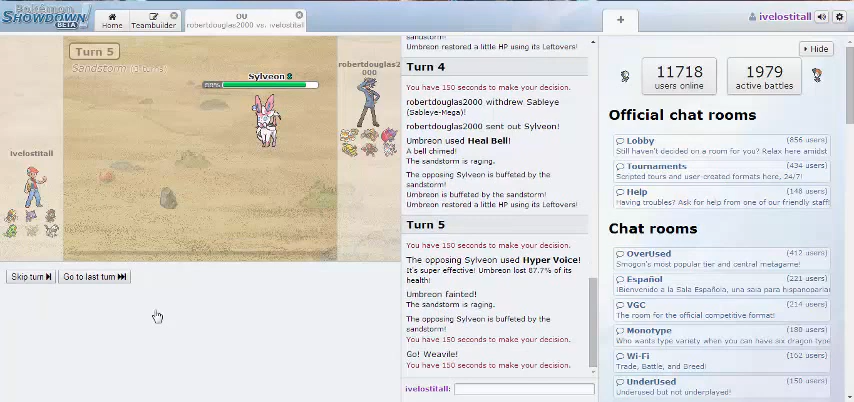 Pokémon
SHOWDOWN
BETA
Home
Teambuilder
OU
robertdouglas2000 vs. ivelostitall
+
ivelostitall
Turn 5
Sylveon
robertdouglas2
000
ivelostitall
Skip turn
Go to last turn
sandstorm!
Umbreon restored a little HP using its Leftovers!
Turn 4
You have 150 seconds to make your decision.
robertdouglas2000 withdrew Sableye
(Sableye-Mega)!
robertdouglas2000 sent out Sylveon!
Umbreon used Heal Bell!
A bell chimed!
The sandstorm is raging.
The opposing Sylveon is buffeted by the
sandstorm!
Umbreon is buffeted by the sandstorm!
Umbreon restored a little HP using its Leftovers!
Turn 5
You have 150 seconds to make your decision.
The opposing Sylveon used Hyper Voice!
It's super effective! Umbreon lost 87.7% of its
health!
Umbreon fainted!
The sandstorm is raging.
The opposing Sylveon is buffeted by the
sandstorm!
You have 150 seconds to make your decision.
Go! Weavile!
You have 150 seconds to make your decision.
ivelostitall:
Hide
11718
users online
1979
active battles
Official chat rooms
Lobby
(856 users)
Still haven't decided on a room for you? Relax here amidst
Tournaments
(434 users)
Scripted tours and user-created formats here, 24/7!
Help
(148 users)
Having troubles? Ask for help from one of our friendly staff!
Chat rooms
OverUsed
(412 users)
Smogon's most popular tier and central metagame!
Español
(221 users)
¡Bienvenido a la Sala Española, una sala para hispanoparl
VGC
(214 users)
The room for the official competitive format!
Monotype
(180 users)
Who wants type variety when you can have six dragon type
Wi-Fi
(162 users)
Trade, Battle, and Breed!
UnderUsed
(150 users)
Underused but not underplayed!